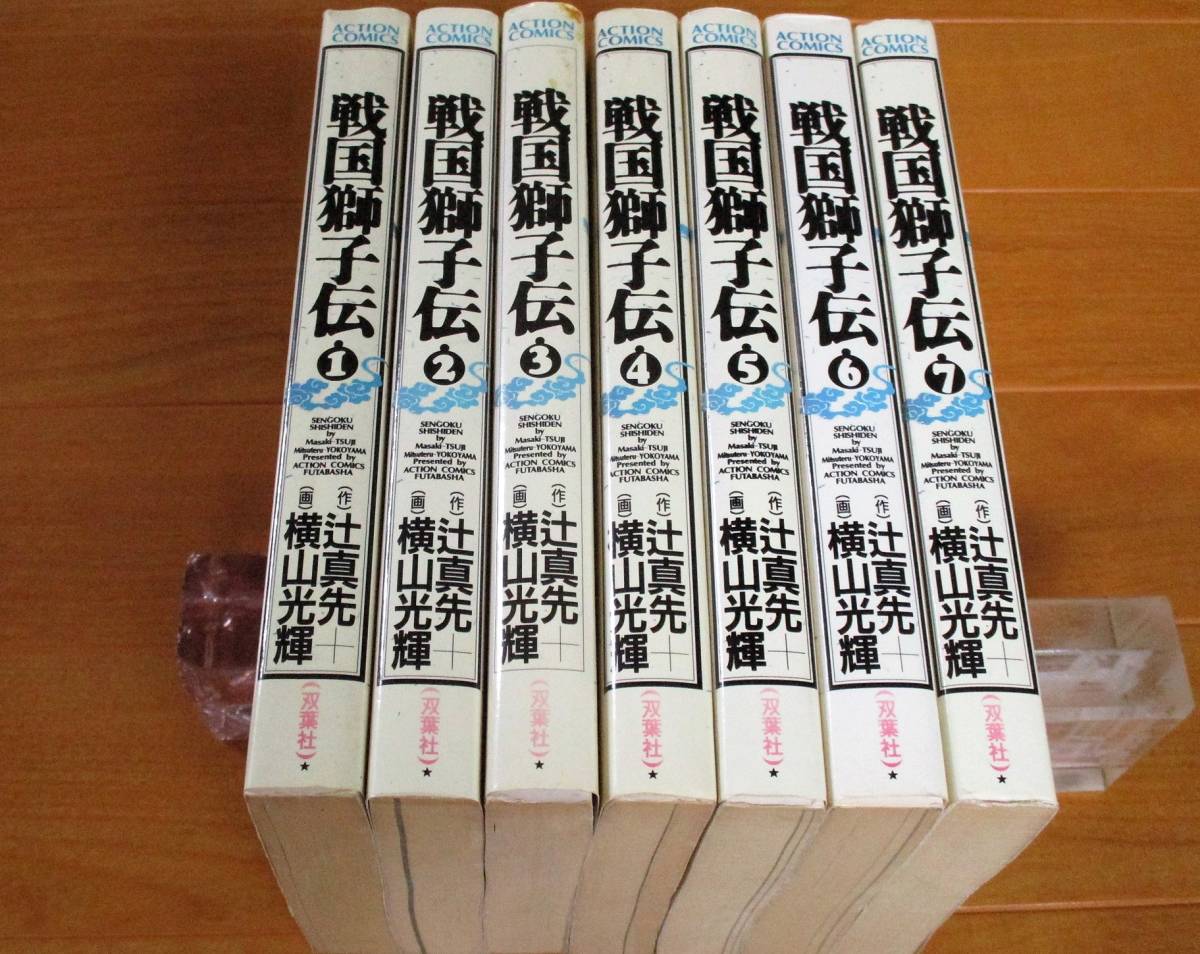 ACTION
COMICS
戦国獅子伝
1
SENGOKU
SHISHIDEN
by
Masaki-TSUJI
Mitsuteru-YOKOYAMA
Presented by
ACTION COMICS
FUTABASHA
(作)辻真先
(画)横山光輝
(双葉社)
★
ACTION
COMICS
戦国獅子伝
2
SENGOKU
SHISHIDEN
by
Masaki-TSUJI
Mitsuteru-YOKOYAMA
Presented by
ACTION COMICS
FUTABASHA
(作)辻真先
(画)横山光輝
(双葉社)
★
ACTION
COMICS
戦国獅子伝
3
SENGOKU
SHISHIDEN
by
Masaki-TSUJI
Mitsuteru-YOKOYAMA
Presented by
ACTION COMICS
FUTABASHA
(作)辻真先
(画)横山光輝
(双葉社)
★
ACTION
COMICS
戦国獅子伝
4
SENGOKU
SHISHIDEN
by
Masaki-TSUJI
Mitsuteru-YOKOYAMA
Presented by
ACTION COMICS
FUTABASHA
(作)辻真先
(画)横山光輝
(双葉社)
★
ACTION
COMICS
戦国獅子伝
5
SENGOKU
SHISHIDEN
by
Masaki-TSUJI
Mitsuteru-YOKOYAMA
Presented by
ACTION COMICS
FUTABASHA
(作)辻真先
(画)横山光輝
(双葉社)
★
ACTION
COMICS
戦国獅子伝
6
SENGOKU
SHISHIDEN
by
Masaki-TSUJI
Mitsuteru-YOKOYAMA
Presented by
ACTION COMICS
FUTABASHA
(作)辻真先
(画)横山光輝
(双葉社)
★
ACTION
COMICS
戦国獅子伝
7
SENGOKU
SHISHIDEN
by
Masaki-TSUJI
Mitsuteru-YOKOYAMA
Presented by
ACTION COMICS
FUTABASHA
(作)辻真先
(画)横山光輝
(双葉社)
★